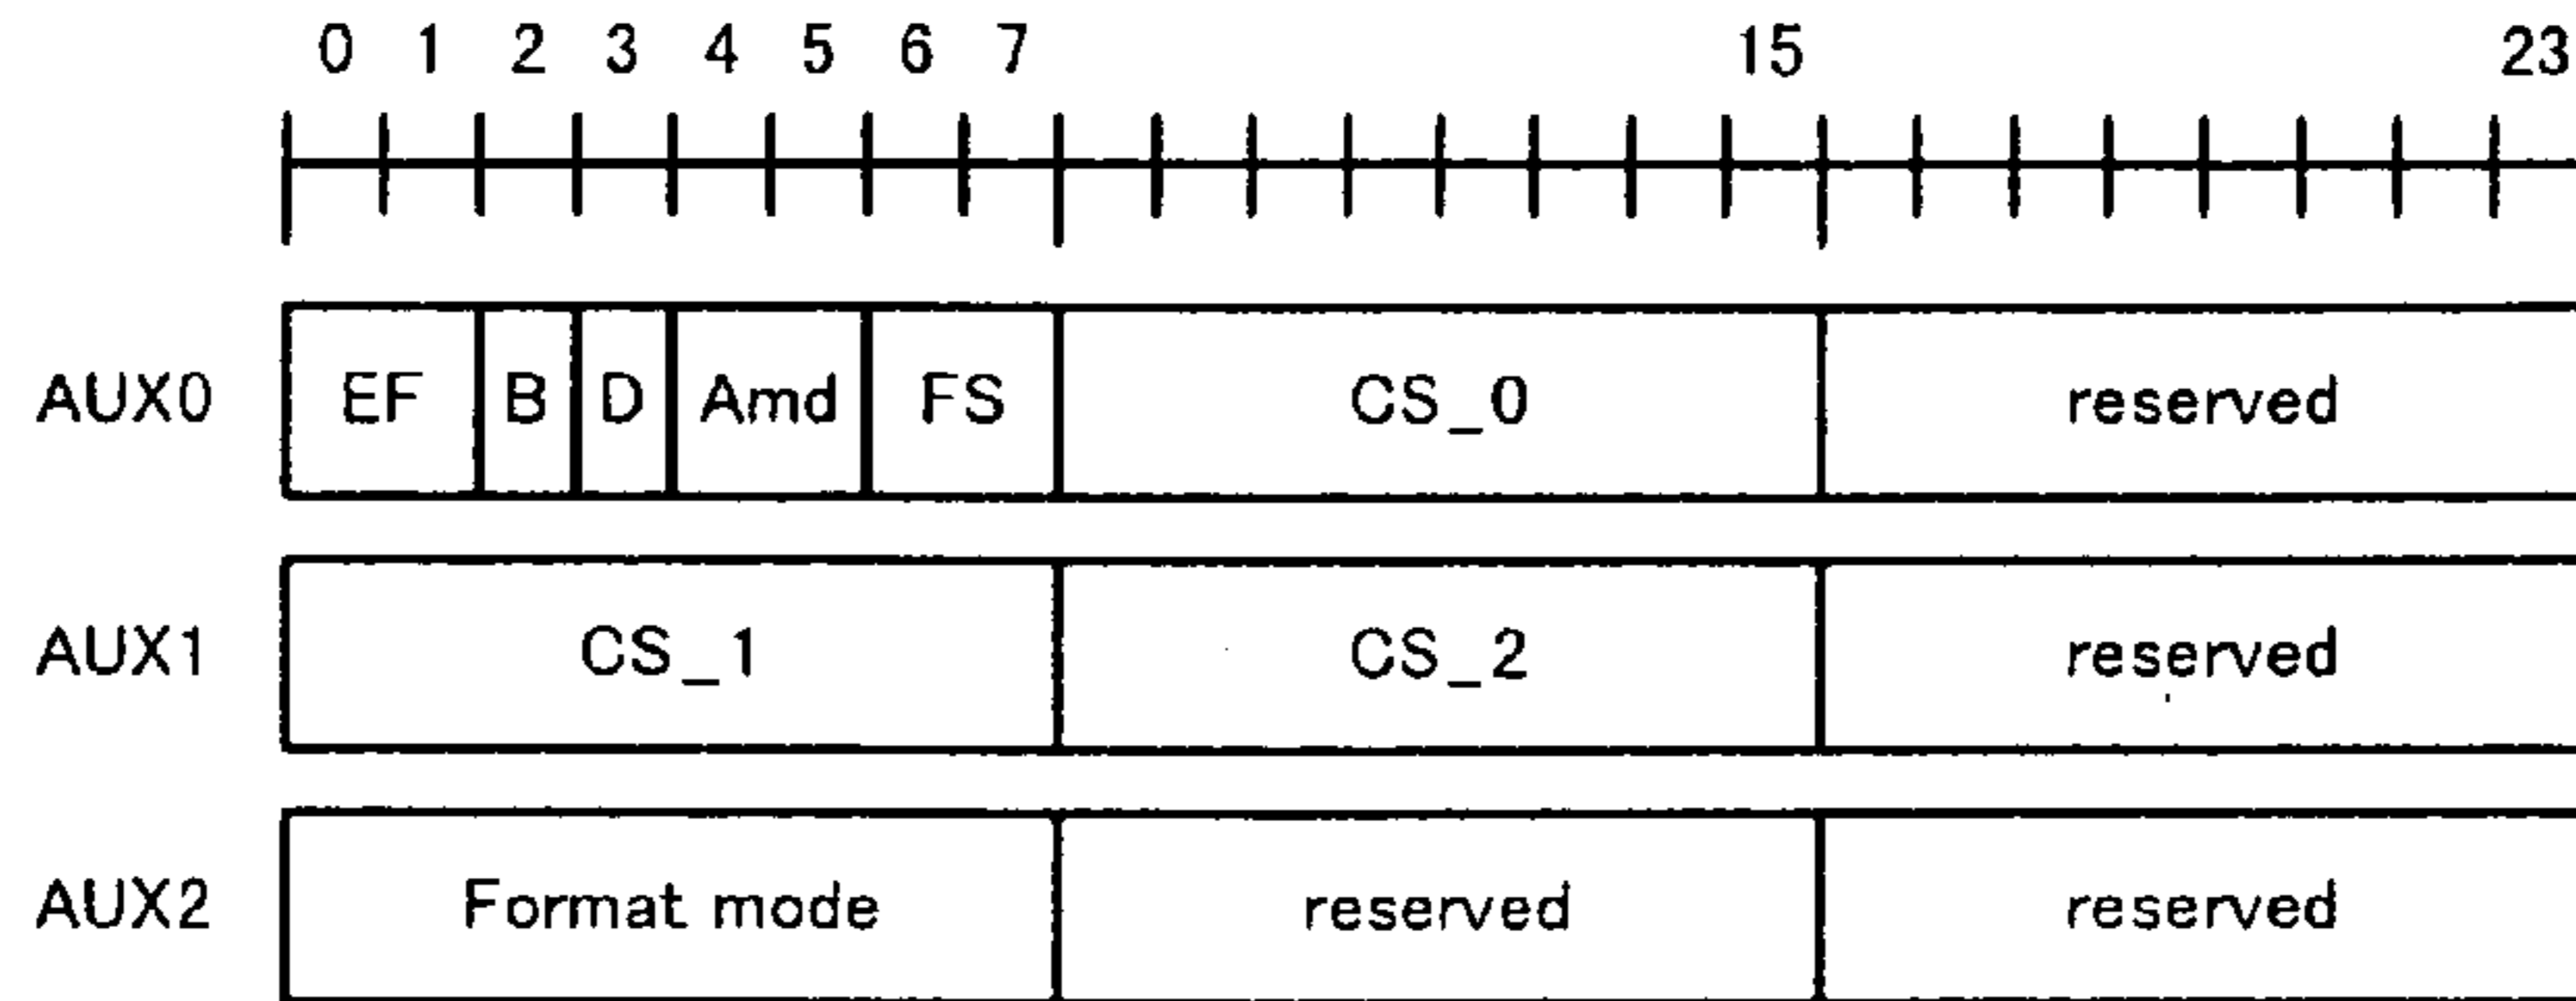 0 1 2 3 4 5 6 7 15 23
AUX0 EF B D Amd FS CS_0 reserved
AUX1 CS_1 CS_2 reserved
AUX2 Format mode reserved reserved